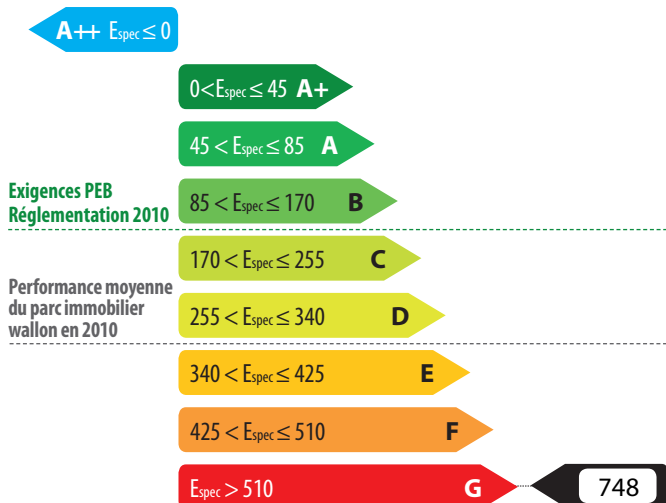 A++ Espec ≤ 0
0 < Espec ≤ 45 A+
45 < Espec ≤ 85 A
Exigences PEB
Réglementation 2010
85 < Espec ≤ 170 B
170 < Espec ≤ 255 C
Performance moyenne
du parc immobilier
wallon en 2010
255 < Espec ≤ 340 D
340 < Espec ≤ 425 E
425 < Espec ≤ 510 F
Espec > 510 G
748